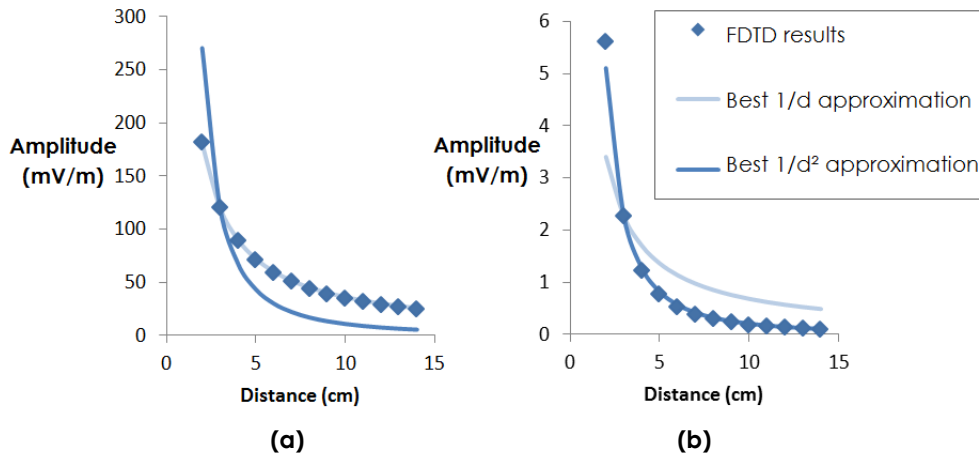 300
250
200
150
100
50
0
Amplitude
(mV/m)
0 5 10 15
Distance (cm)
(a)
6
5
4
3
2
1
0
Amplitude
(mV/m)
0 5 10 15
Distance (cm)
(b)
FDTD results
Best 1/d approximation
Best 1/d² approximation